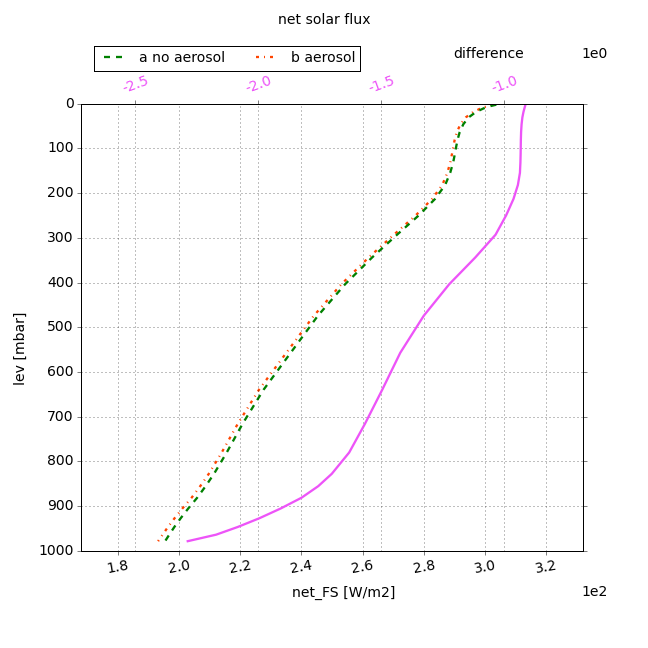 net solar flux
a no aerosol b aerosol difference 1e0
-2.5 -2.0 -1.5 -1.0
0
100
200
300
400
500
600
700
800
900
1000
lev [mbar]
1.8 2.0 2.2 2.4 2.6 2.8 3.0 3.2
net_FS [W/m2] 1e2